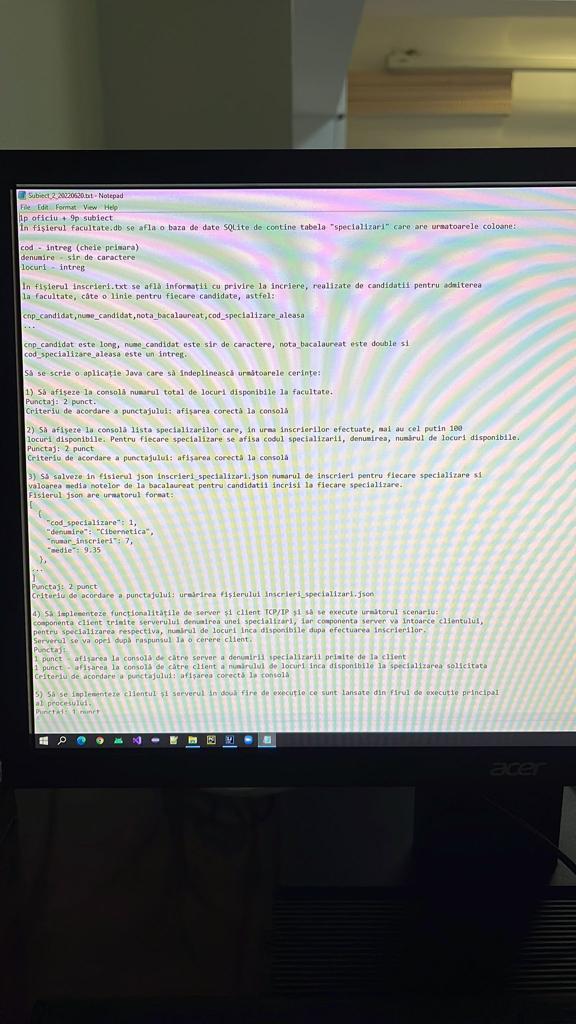 Subiect_2_20220620.txt - Notepad
File Edit Format View Help
1p oficiu + 9p subiect
În fișierul facultate.db se afla o baza de date SQLite de contine tabela "specializari" care are urmatoarele coloane:
cod - intreg (cheie primara)
denumire - sir de caractere
locuri - intreg
În fișierul inscrieri.txt se află informații cu privire la incriere, realizate de candidatii pentru admiterea
la facultate, câte o linie pentru fiecare candidate, astfel:
cnp_candidat,nume_candidat,nota_bacalaureat,cod_specializare_aleasa
...
cnp_candidat este long, nume_candidat este sir de caractere, nota_bacalaureat este double si
cod_specializare_aleasa este un intreg.
Să se scrie o aplicație Java care să îndeplinească următoarele cerințe:
1) Să afișeze la consolă numarul total de locuri disponibile la facultate.
Punctaj: 2 punct.
Criteriu de acordare a punctajului: afișarea corectă la consolă
2) Să afișeze la consolă lista specializarilor care, in urma inscrierilor efectuate, mai au cel putin 100
locuri disponibile. Pentru fiecare specializare se afisa codul specializarii, denumirea, numărul de locuri disponibile.
Punctaj: 2 punct
Criteriu de acordare a punctajului: afișarea corectă la consolă
3) Să salveze in fisierul json inscrieri_specializari.json numarul de inscrieri pentru fiecare specializare si
valoarea media notelor de la bacalaureat pentru candidatii incrisi la fiecare specializare.
Fisierul json are urmatorul format:
[
{
"cod_specializare": 1,
"denumire": "Cibernetica",
"numar_inscrieri": 7,
"medie": 9.35
},
...
]
Punctaj: 2 punct
Criteriu de acordare a punctajului: urmărirea fișierului inscrieri_specializari.json
4) Să implementeze funcționalitățile de server și client TCP/IP și să se execute următorul scenariu:
componenta client trimite serverului denumirea unei specializari, iar componenta server va întoarce clientului,
pentru specializarea respectiva, numărul de locuri inca disponibile dupa efectuarea inscrierilor.
Serverul se va opri după raspunsul la o cerere client.
Punctaj:
1 punct - afișarea la consolă de către server a denumirii specializarii primite de la client
1 punct - afișarea la consolă de către client a numărului de locuri inca disponibile la specializarea solicitata
Criteriu de acordare a punctajului: afișarea corectă la consolă
5) Să se implementeze clientul și serverul in două fire de execuție ce sunt lansate din firul de execuție principal
al procesului.
Punctaj: 1 punct
acer